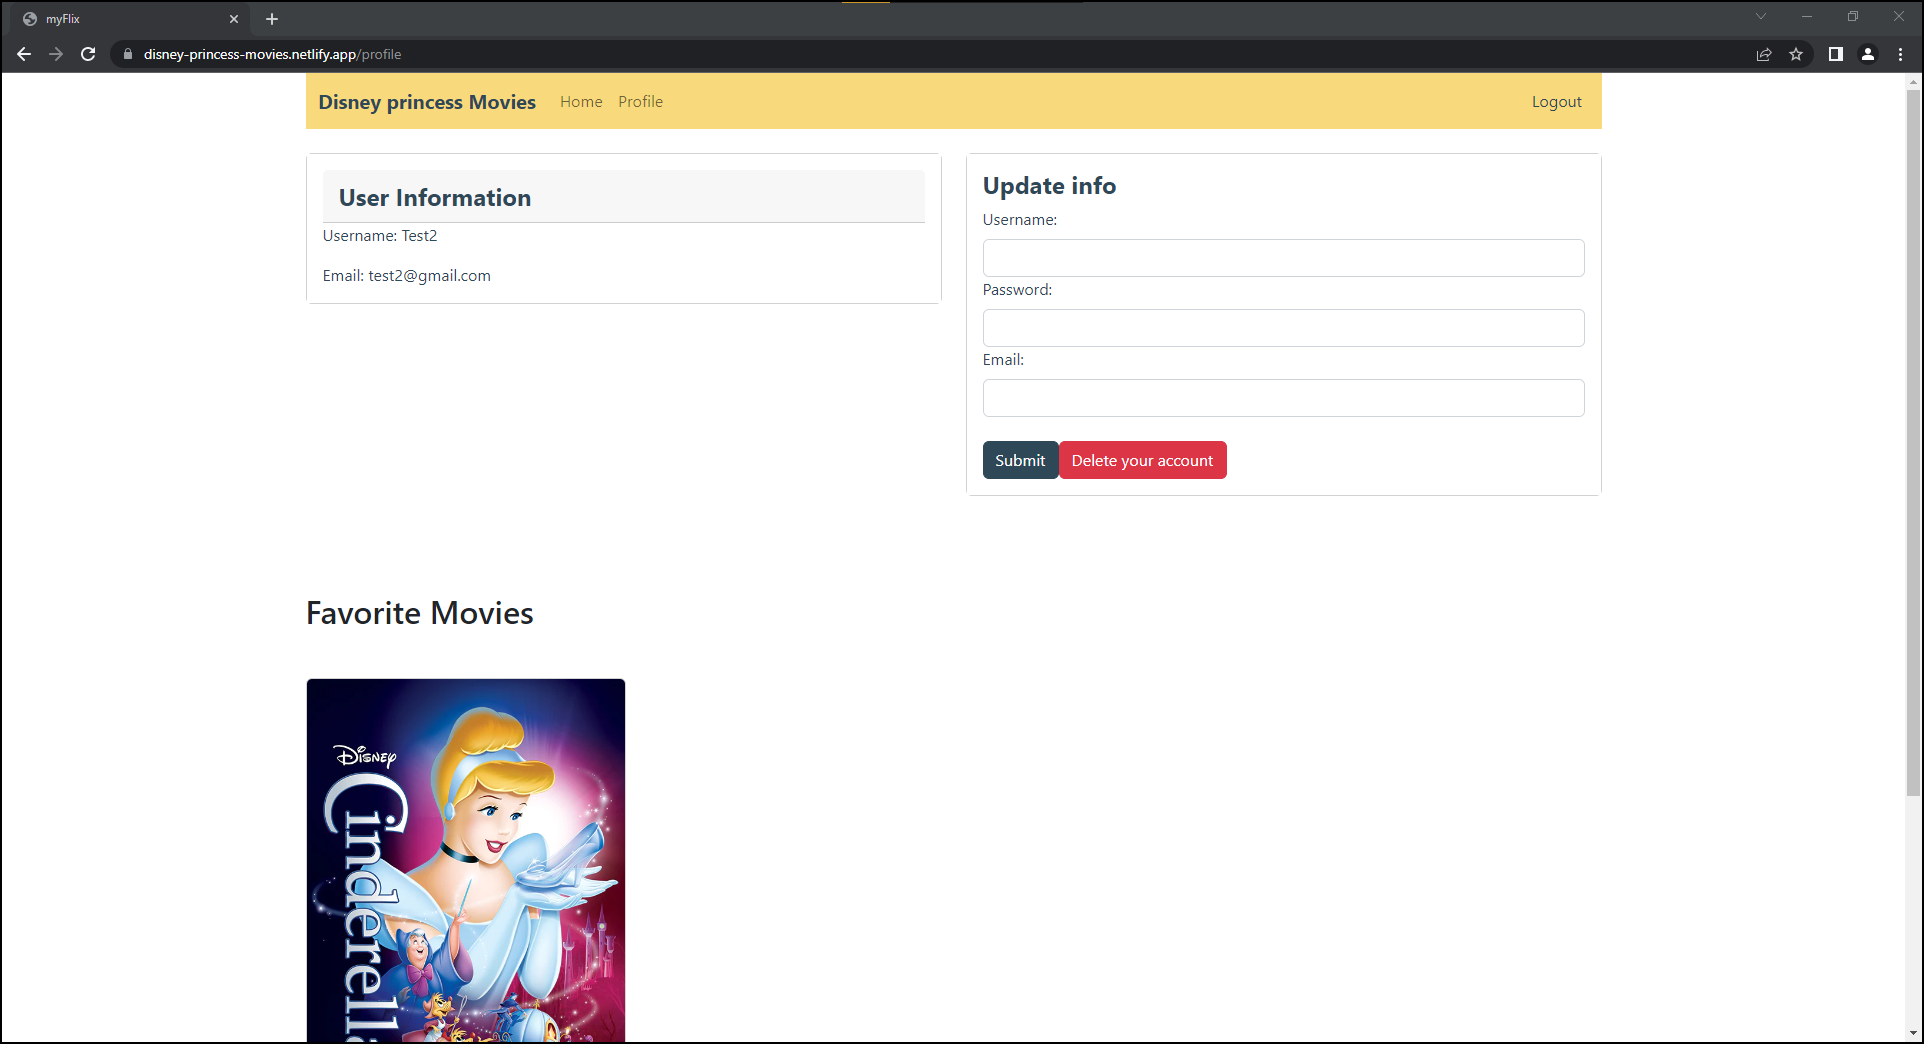 myFlix
disney-princess-movies.netlify.app/profile
Disney princess Movies Home Profile Logout
User Information
Username: Test2
Email: test2@gmail.com
Update info
Username:
Password:
Email:
Submit Delete your account
Favorite Movies
Disney
Cinderell